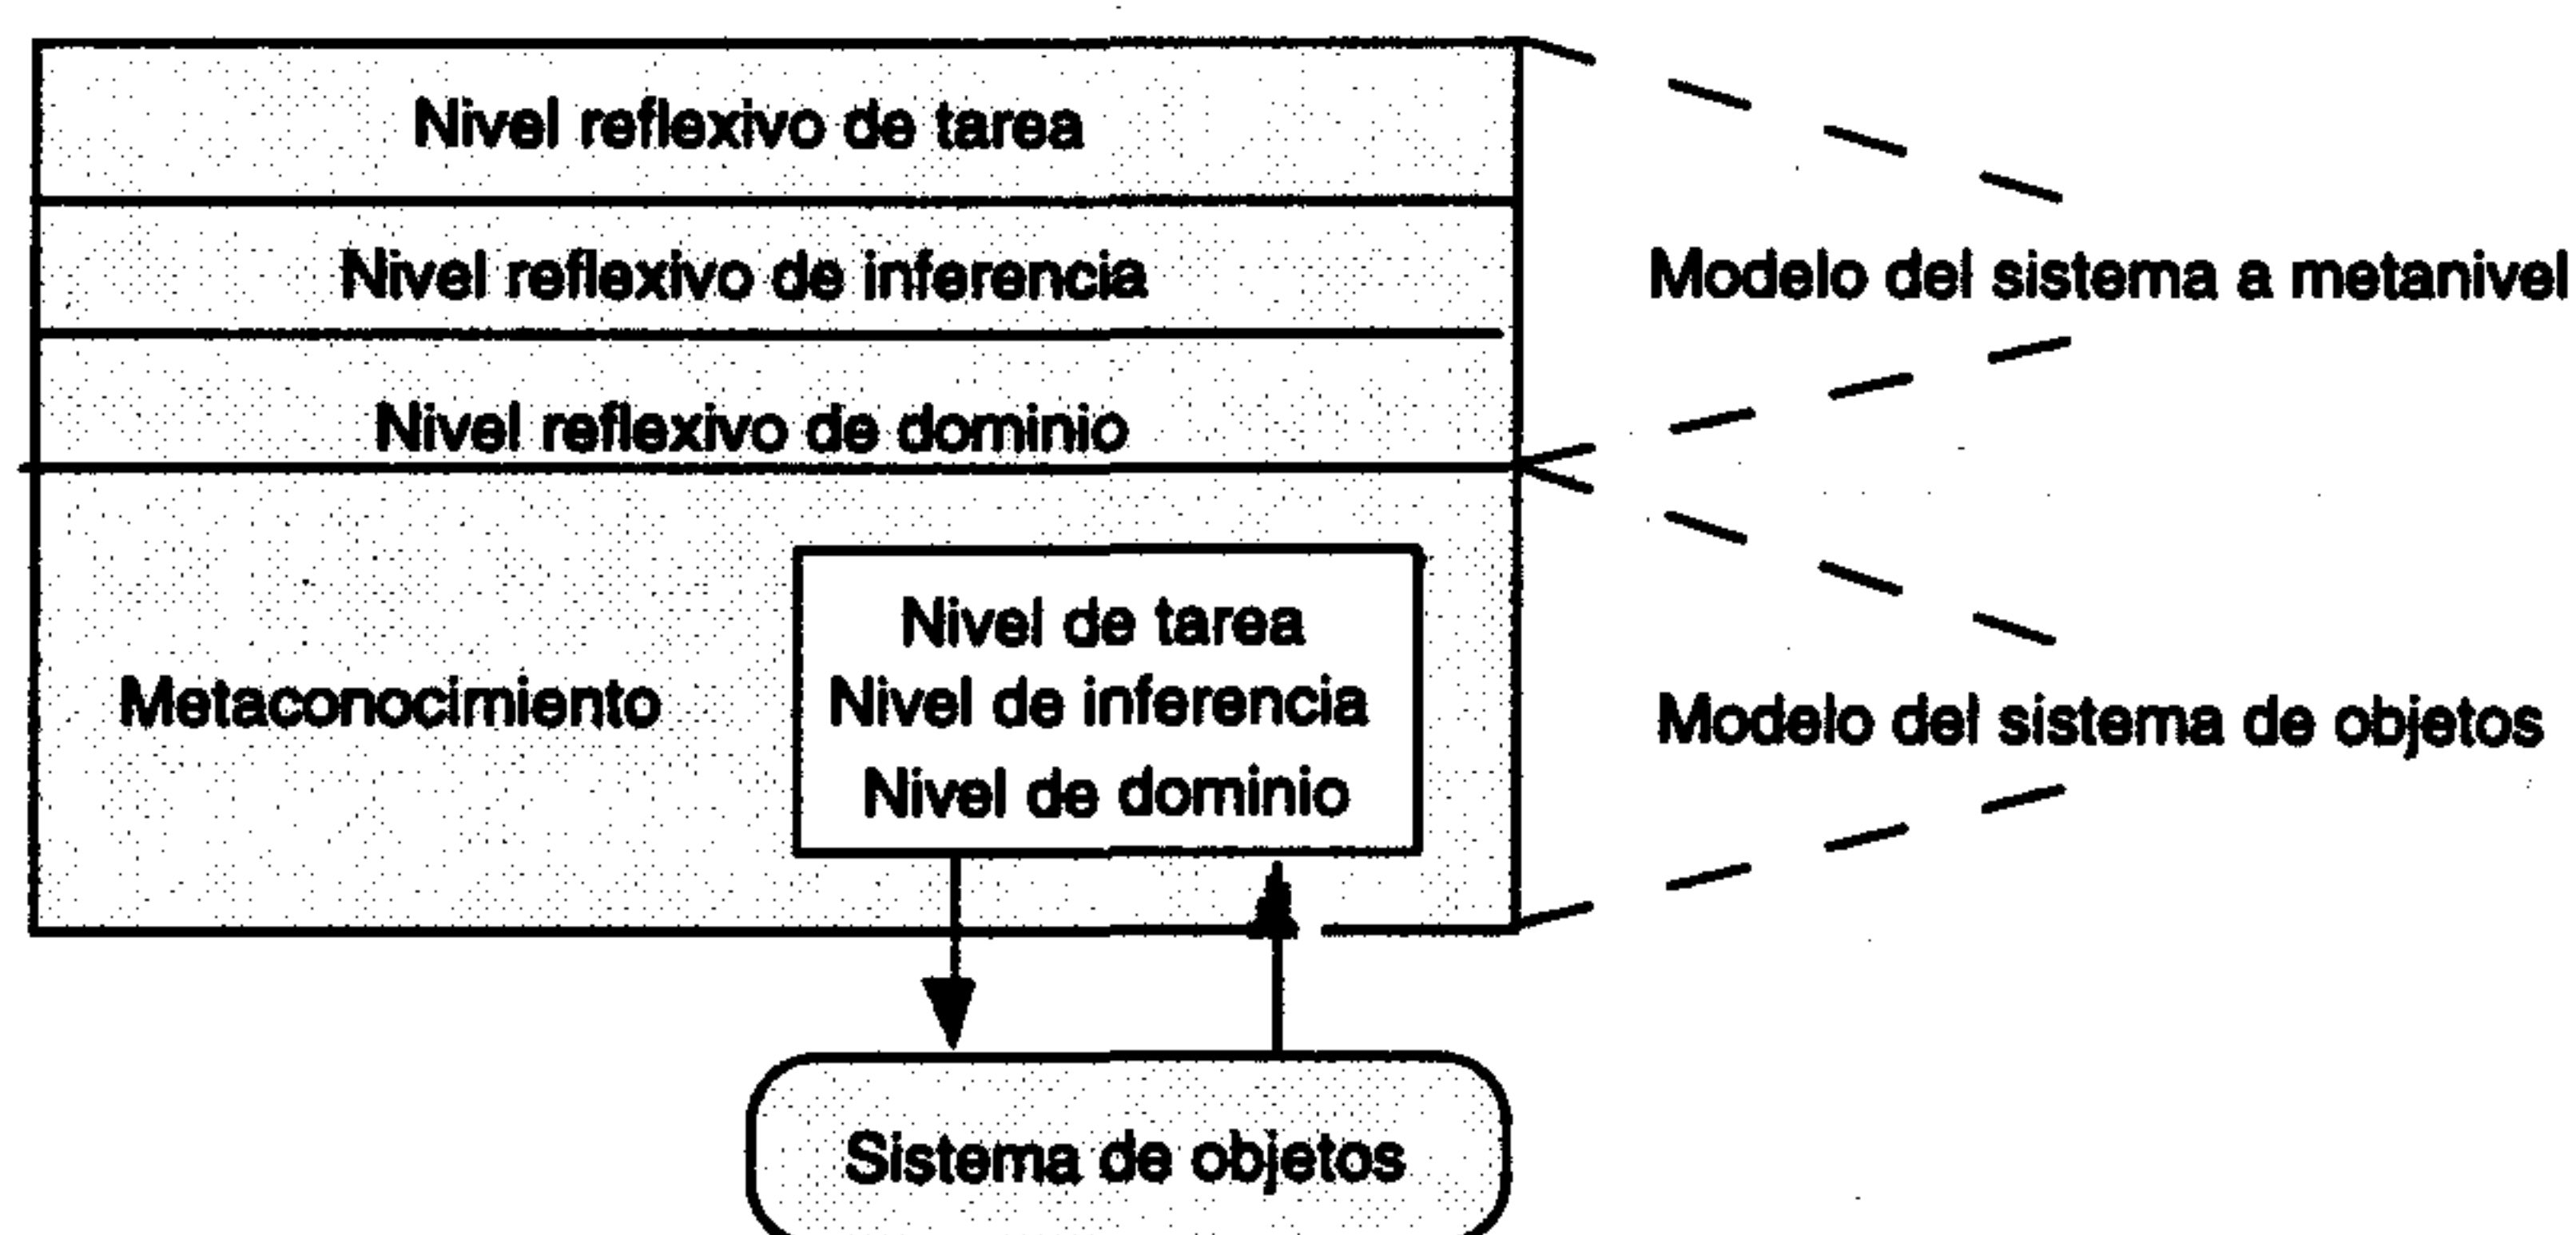 Nivel reflexivo de tarea
Nivel reflexivo de inferencia
Modelo del sistema a metanivel
Nivel reflexivo de dominio
Nivel de tarea
Metaconocimiento
Nivel de inferencia
Modelo del sistema de objetos
Nivel de dominio
Sistema de objetos